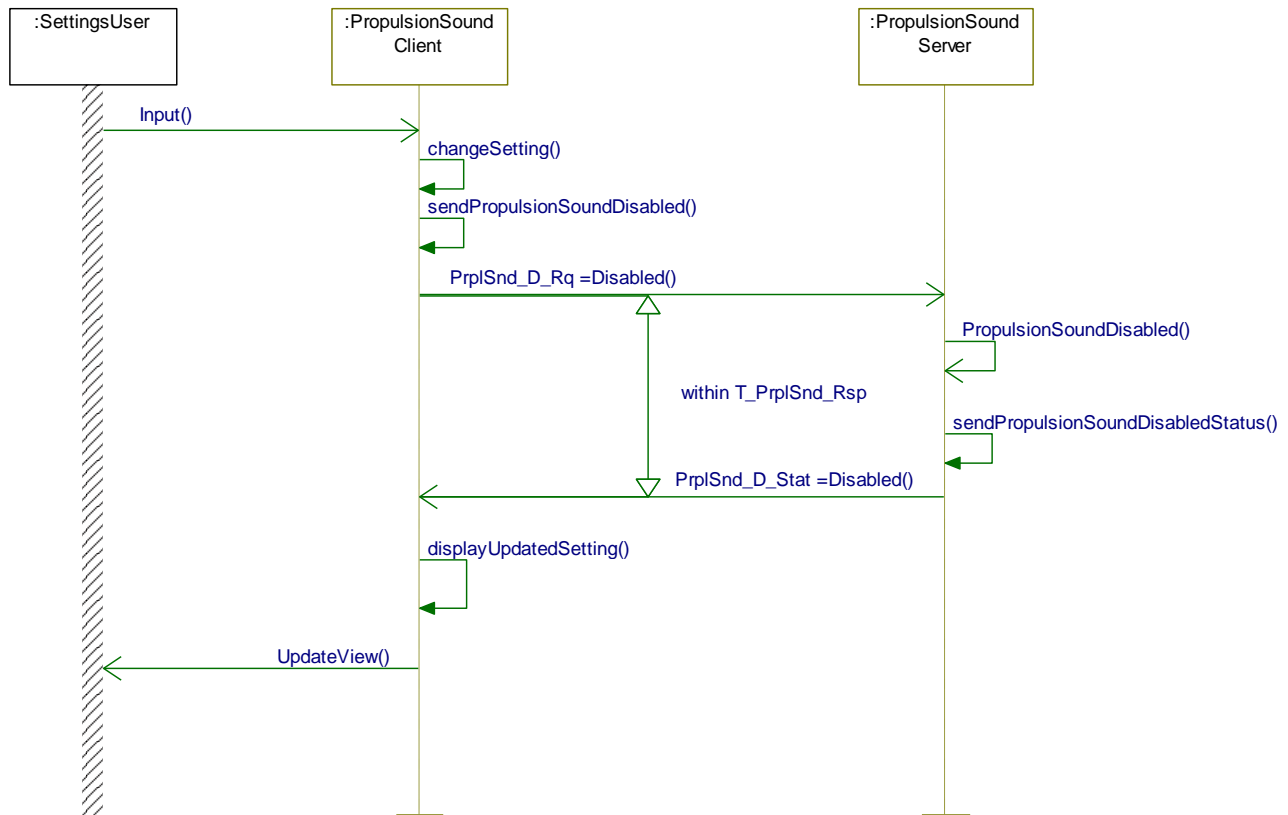 :SettingsUser
:PropulsionSound
Client
:PropulsionSound
Server
Input()
changeSetting()
sendPropulsionSoundDisabled()
PrplSnd_D_Rq =Disabled()
PropulsionSoundDisabled()
within T_PrplSnd_Rsp
sendPropulsionSoundDisabledStatus()
PrplSnd_D_Stat =Disabled()
displayUpdatedSetting()
UpdateView()